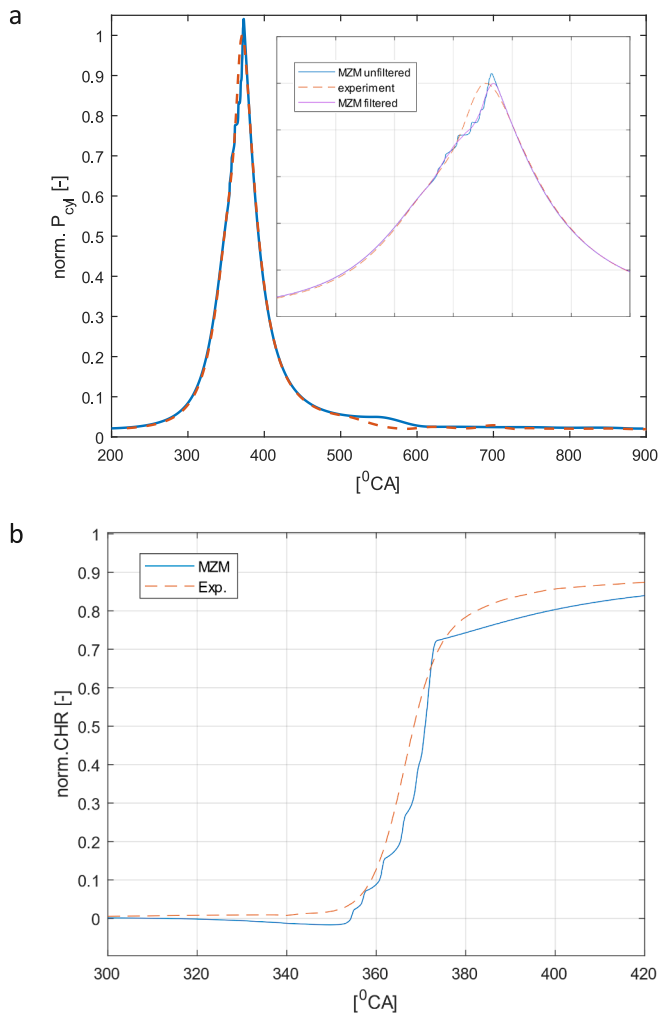 a
1
0.9
0.8
0.7
0.6
0.5
0.4
0.3
0.2
0.1
0
norm. P_cyl [-]
MZM unfiltered
experiment
MZM filtered
200 300 400 500 600 700 800 900
[⁰CA]
b
1
0.9
0.8
0.7
0.6
0.5
0.4
0.3
0.2
0.1
0
norm.CHR [-]
MZM
Exp.
300 320 340 360 380 400 420
[⁰CA]